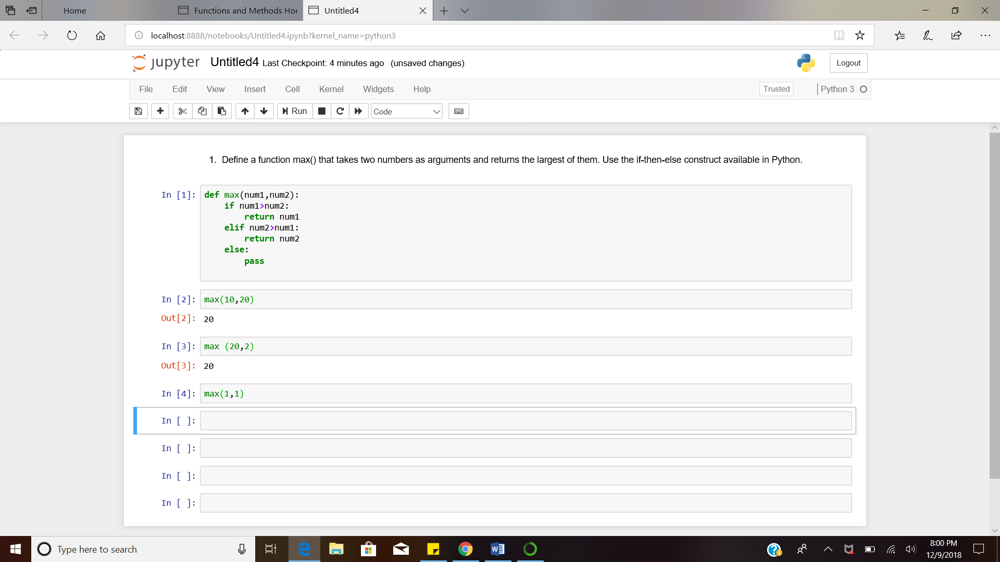 Home
Functions and Methods Hor
Untitled4
localhost:8888/notebooks/Untitled4.ipynb?kernel_name=python3
jupyter Untitled4 Last Checkpoint: 4 minutes ago (unsaved changes)
Logout
File Edit View Insert Cell Kernel Widgets Help
Trusted
Python 3
Run
Code
1. Define a function max() that takes two numbers as arguments and returns the largest of them. Use the if-then-else construct available in Python.
In [1]: def max(num1,num2):
    if num1>num2:
        return num1
    elif num2>num1:
        return num2
    else:
        pass
In [2]: max(10,20)
Out[2]: 20
In [3]: max (20,2)
Out[3]: 20
In [4]: max(1,1)
In [ ]:
In [ ]:
In [ ]:
In [ ]:
Type here to search
8:00 PM
12/9/2018